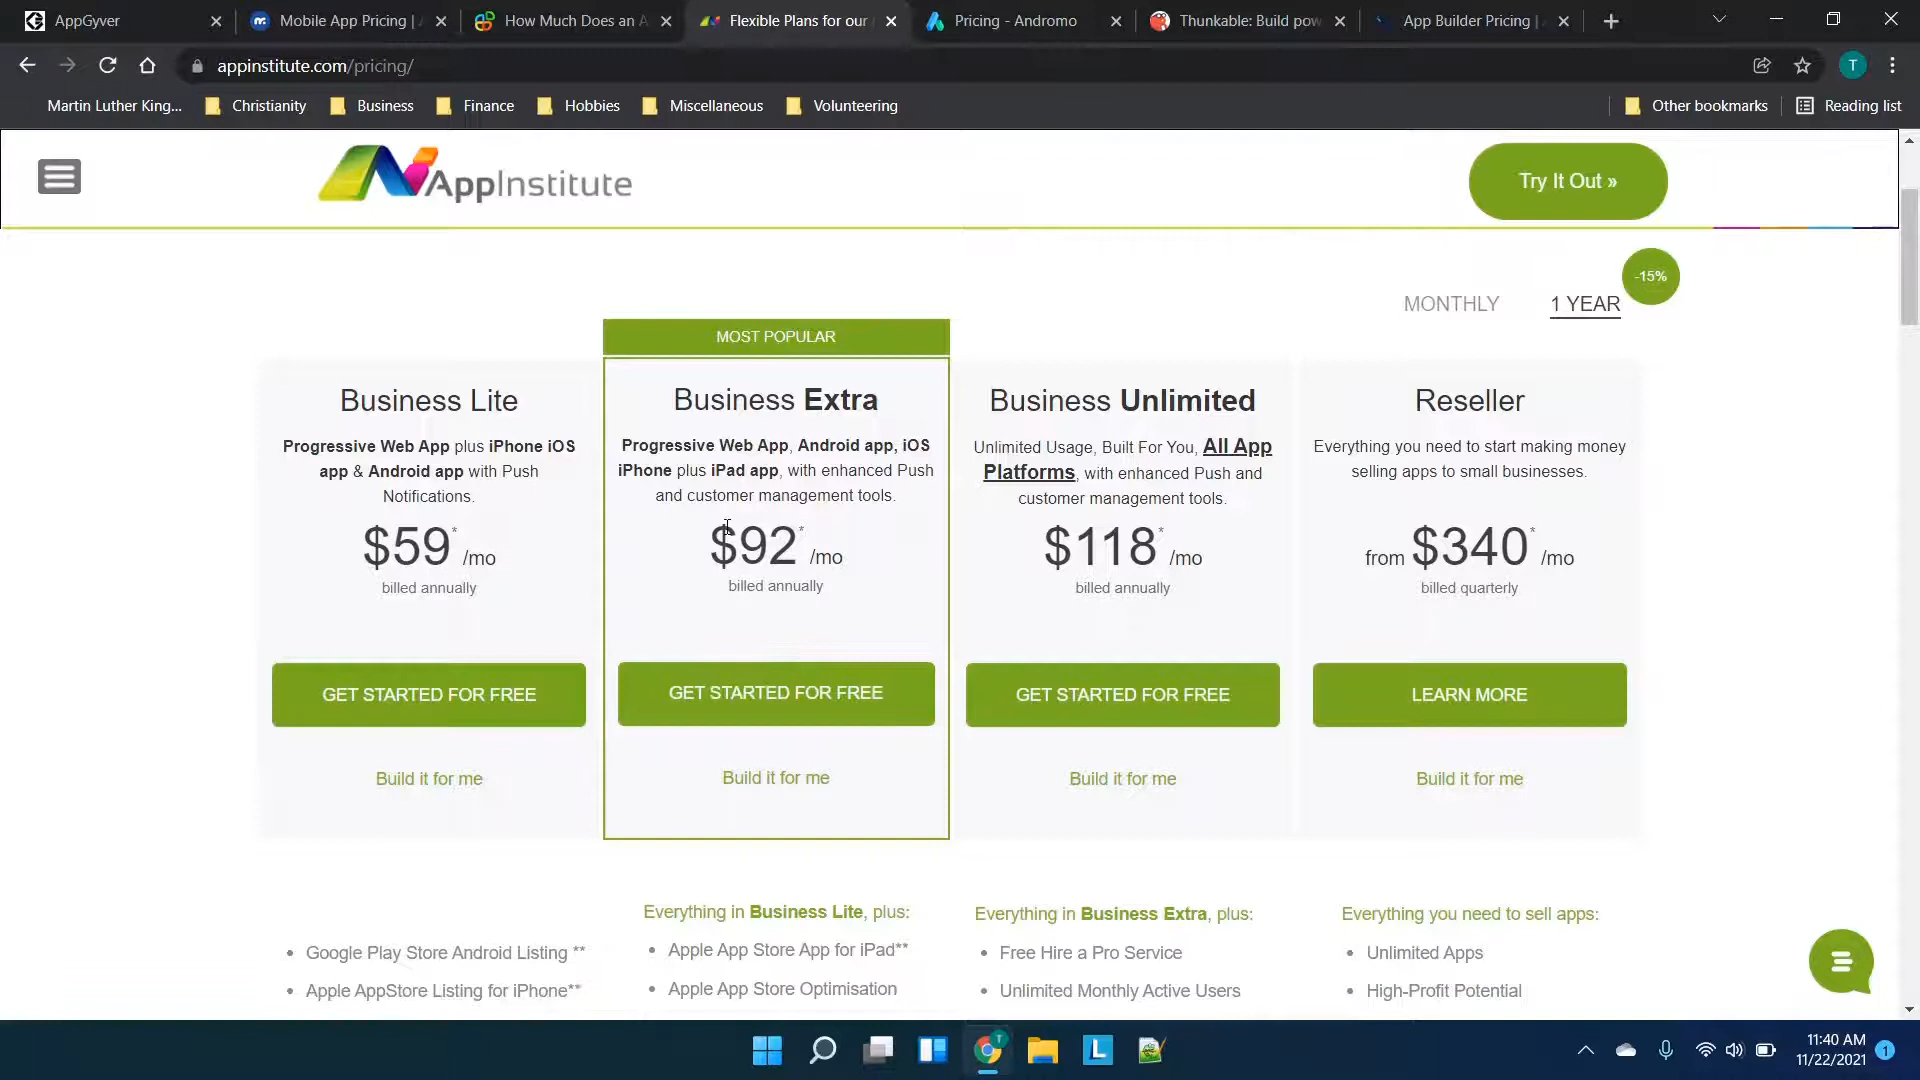 AppGyver
Mobile App Pricing |
How Much Does an A
Flexible Plans for our
Pricing - Andromo
Thunkable: Build pow
App Builder Pricing |
appinstitute.com/pricing/
T
Martin Luther King...
Christianity
Business
Finance
Hobbies
Miscellaneous
Volunteering
Other bookmarks
Reading list
AppInstitute
Try It Out »
-15%
MONTHLY
1 YEAR
MOST POPULAR
Business Lite
Progressive Web App plus iPhone iOS
app & Android app with Push
Notifications.
$59* /mo
billed annually
GET STARTED FOR FREE
Build it for me
Business Extra
Progressive Web App, Android app, iOS
iPhone plus iPad app, with enhanced Push
and customer management tools.
$92* /mo
billed annually
GET STARTED FOR FREE
Build it for me
Business Unlimited
Unlimited Usage, Built For You, All App
Platforms, with enhanced Push and
customer management tools.
$118* /mo
billed annually
GET STARTED FOR FREE
Build it for me
Reseller
Everything you need to start making money
selling apps to small businesses.
from $340* /mo
billed quarterly
LEARN MORE
Build it for me
• Google Play Store Android Listing **
• Apple AppStore Listing for iPhone**
Everything in Business Lite, plus:
• Apple App Store App for iPad**
• Apple App Store Optimisation
Everything in Business Extra, plus:
• Free Hire a Pro Service
• Unlimited Monthly Active Users
Everything you need to sell apps:
• Unlimited Apps
• High-Profit Potential
T
L
11:40 AM
11/22/2021
1